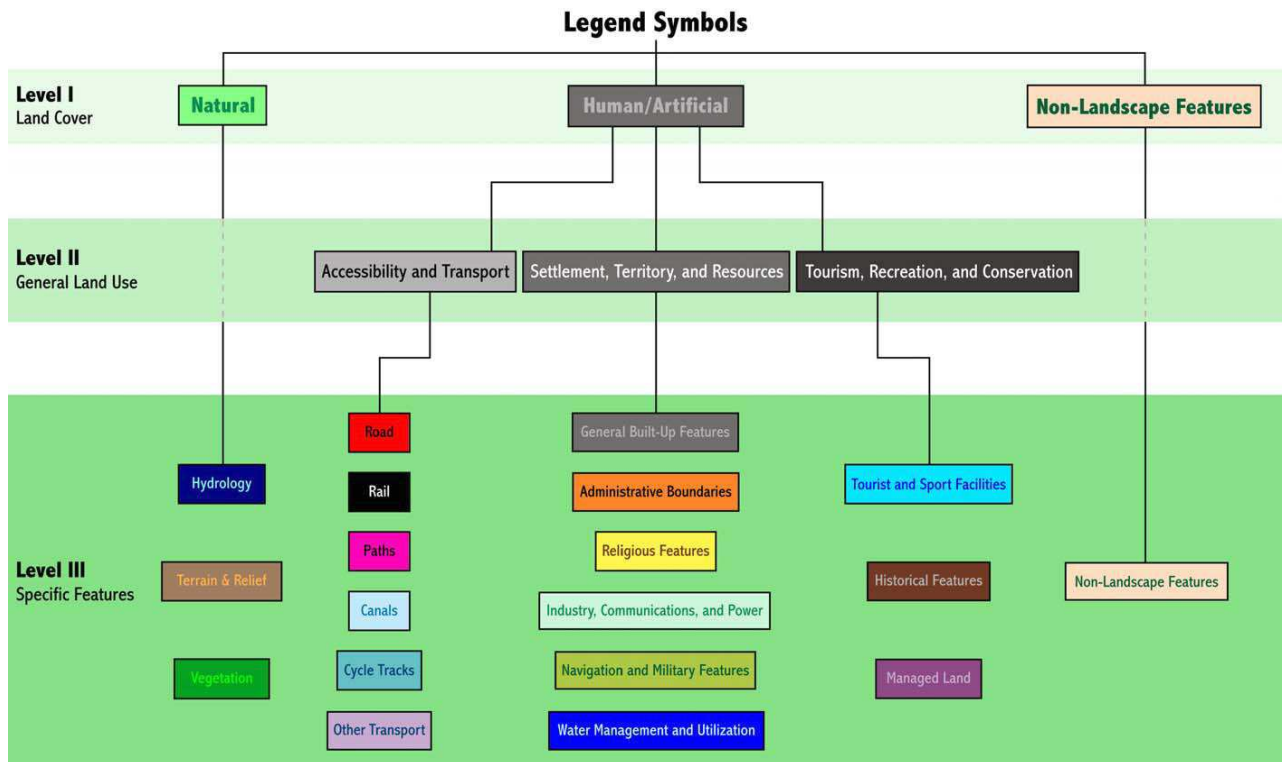 Legend Symbols
Level I
Land Cover
Natural
Human/Artificial
Non-Landscape Features
Level II
General Land Use
Accessibility and Transport
Settlement, Territory, and Resources
Tourism, Recreation, and Conservation
Level III
Specific Features
Hydrology
Terrain & Relief
Vegetation
Road
Rail
Paths
Canals
Cycle Tracks
Other Transport
General Built-Up Features
Administrative Boundaries
Religious Features
Industry, Communications, and Power
Navigation and Military Features
Water Management and Utilization
Tourist and Sport Facilities
Historical Features
Managed Land
Non-Landscape Features